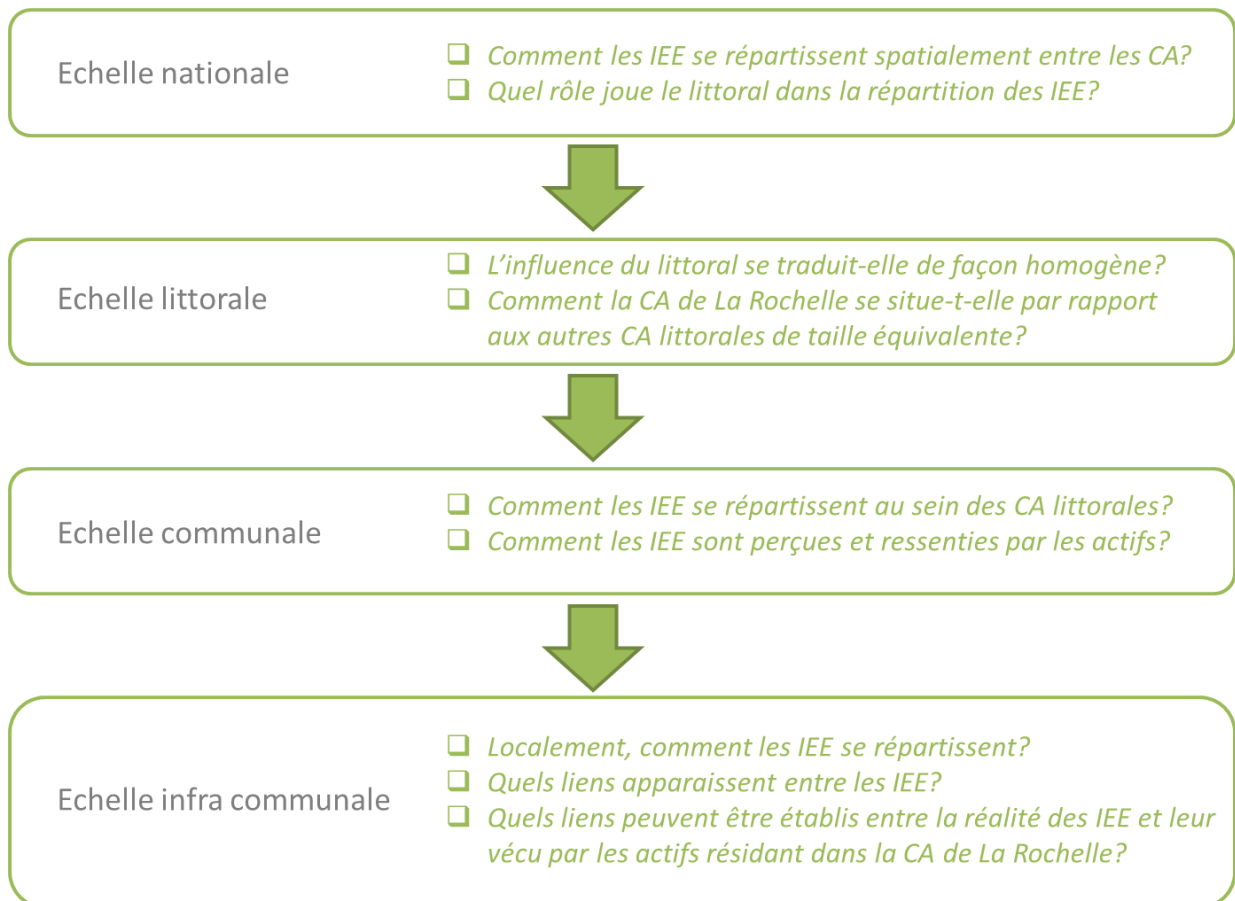 Echelle nationale
❑ Comment les IEE se répartissent spatialement entre les CA?
❑ Quel rôle joue le littoral dans la répartition des IEE?
Echelle littorale
❑ L'influence du littoral se traduit-elle de façon homogène?
❑ Comment la CA de La Rochelle se situe-t-elle par rapport
aux autres CA littorales de taille équivalente?
Echelle communale
❑ Comment les IEE se répartissent au sein des CA littorales?
❑ Comment les IEE sont perçues et ressenties par les actifs?
Echelle infra communale
❑ Localement, comment les IEE se répartissent?
❑ Quels liens apparaissent entre les IEE?
❑ Quels liens peuvent être établis entre la réalité des IEE et leur
vécu par les actifs résidant dans la CA de La Rochelle?